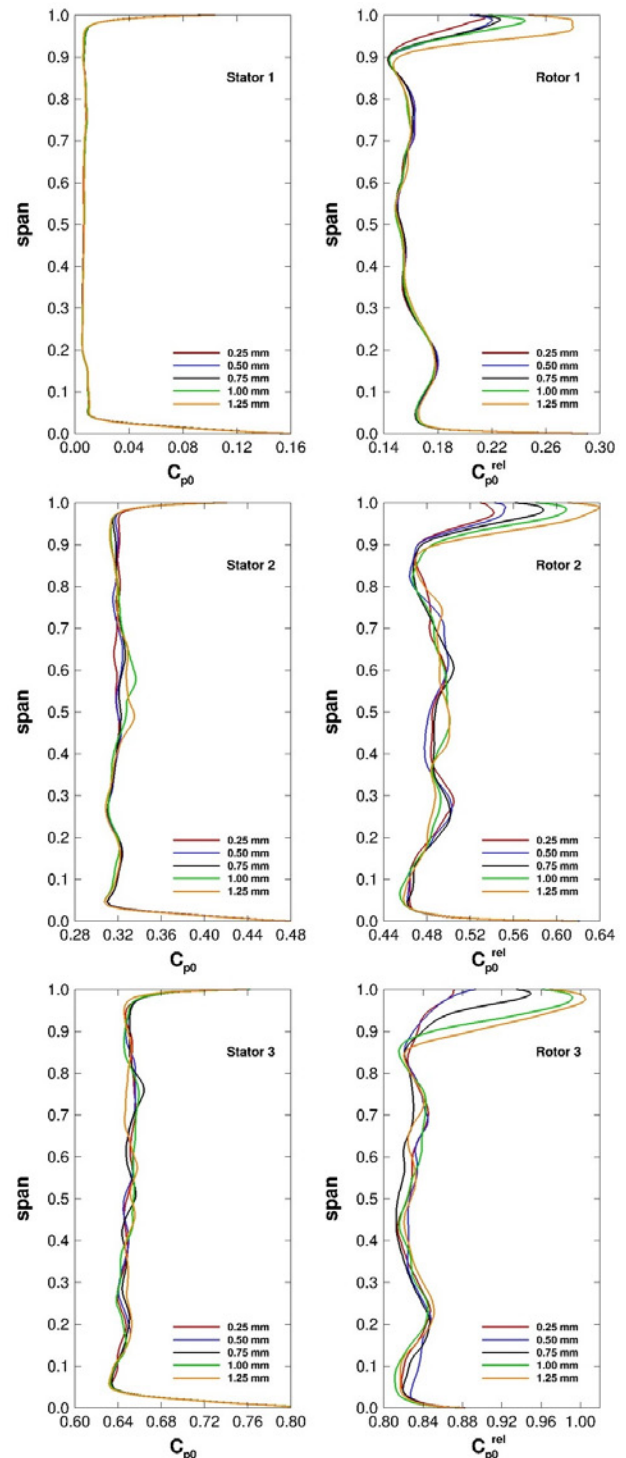 1.0
0.9
0.8
0.7
0.6
0.5
0.4
0.3
0.2
0.1
0.0
span
Stator 1
0.25 mm
0.50 mm
0.75 mm
1.00 mm
1.25 mm
0.00 0.04 0.08 0.12 0.16
Cp0
1.0
0.9
0.8
0.7
0.6
0.5
0.4
0.3
0.2
0.1
0.0
span
Rotor 1
0.25 mm
0.50 mm
0.75 mm
1.00 mm
1.25 mm
0.14 0.18 0.22 0.26 0.30
Cp0 rel
1.0
0.9
0.8
0.7
0.6
0.5
0.4
0.3
0.2
0.1
0.0
span
Stator 2
0.25 mm
0.50 mm
0.75 mm
1.00 mm
1.25 mm
0.28 0.32 0.36 0.40 0.44 0.48
Cp0
1.0
0.9
0.8
0.7
0.6
0.5
0.4
0.3
0.2
0.1
0.0
span
Rotor 2
0.25 mm
0.50 mm
0.75 mm
1.00 mm
1.25 mm
0.44 0.48 0.52 0.56 0.60 0.64
Cp0 rel
1.0
0.9
0.8
0.7
0.6
0.5
0.4
0.3
0.2
0.1
0.0
span
Stator 3
0.25 mm
0.50 mm
0.75 mm
1.00 mm
1.25 mm
0.60 0.64 0.68 0.72 0.76 0.80
Cp0
1.0
0.9
0.8
0.7
0.6
0.5
0.4
0.3
0.2
0.1
0.0
span
Rotor 3
0.25 mm
0.50 mm
0.75 mm
1.00 mm
1.25 mm
0.80 0.84 0.88 0.92 0.96 1.00
Cp0 rel